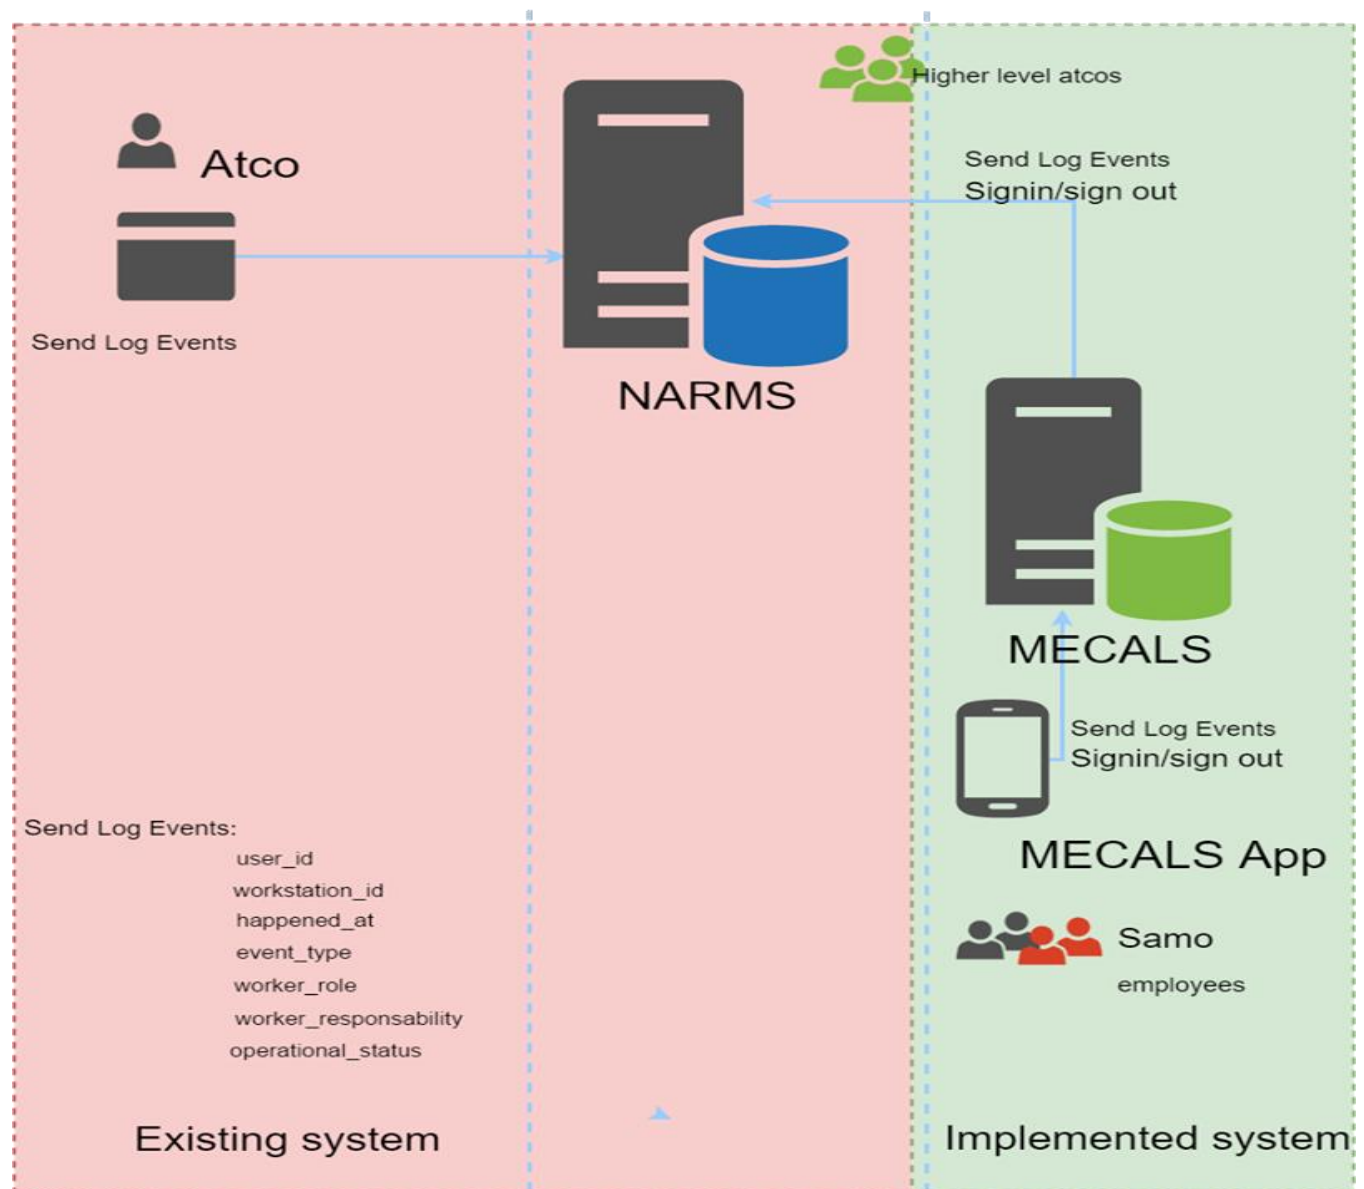 Higher level atcos
Atco
Send Log Events
Signin/sign out
Send Log Events
NARMS
MECALS
Send Log Events
Signin/sign out
MECALS App
Send Log Events:
user_id
workstation_id
happened_at
event_type
worker_role
worker_responsability
operational_status
Samo
employees
Existing system
Implemented system